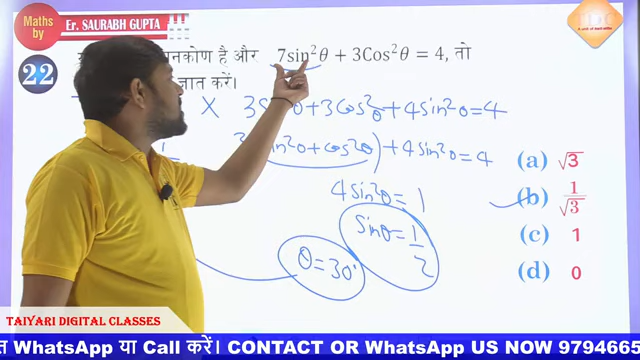 Maths
by
Er. SAURABH GUPTA
22
है और 7sin²θ + 3Cos²θ = 4, तो
ज्ञात करें।
X
+3cos²θ+4sin²θ=4
sin²θ+cos²θ)+4sin²θ=4
4sin²θ=1
sinθ=1/2
θ=30°
(a) √3
(b) 1/√3
(c) 1
(d) 0
TAIYARI DIGITAL CLASSES
WhatsApp या Call करें। CONTACT OR WhatsApp US NOW 9794665